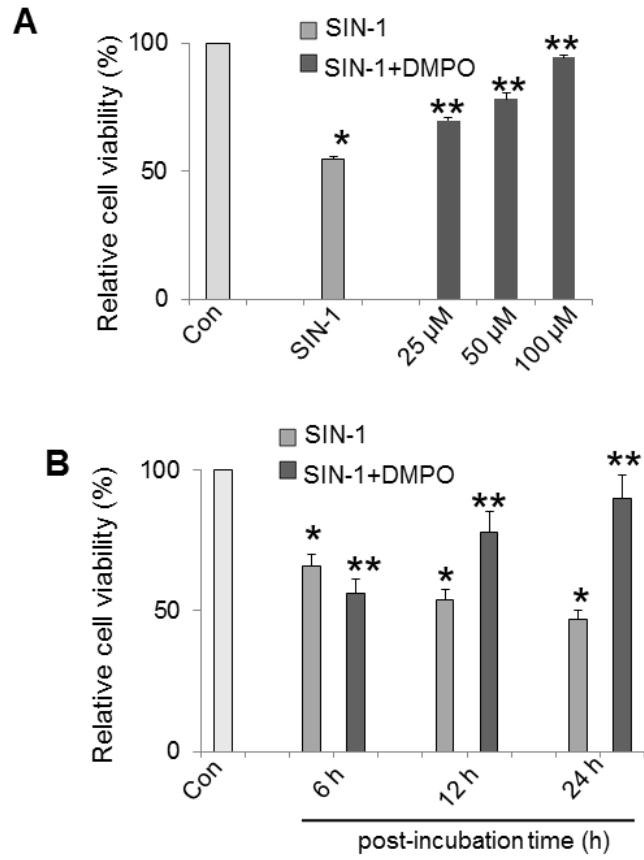 A
Relative cell viability (%)
100
50
0
SIN-1
SIN-1+DMPO
*
**
**
**
Con
SIN-1
25 µM
50 µM
100 µM
B
Relative cell viability (%)
100
50
0
SIN-1
SIN-1+DMPO
*
**
*
**
*
**
Con
6 h
12 h
24 h
post-incubation time (h)